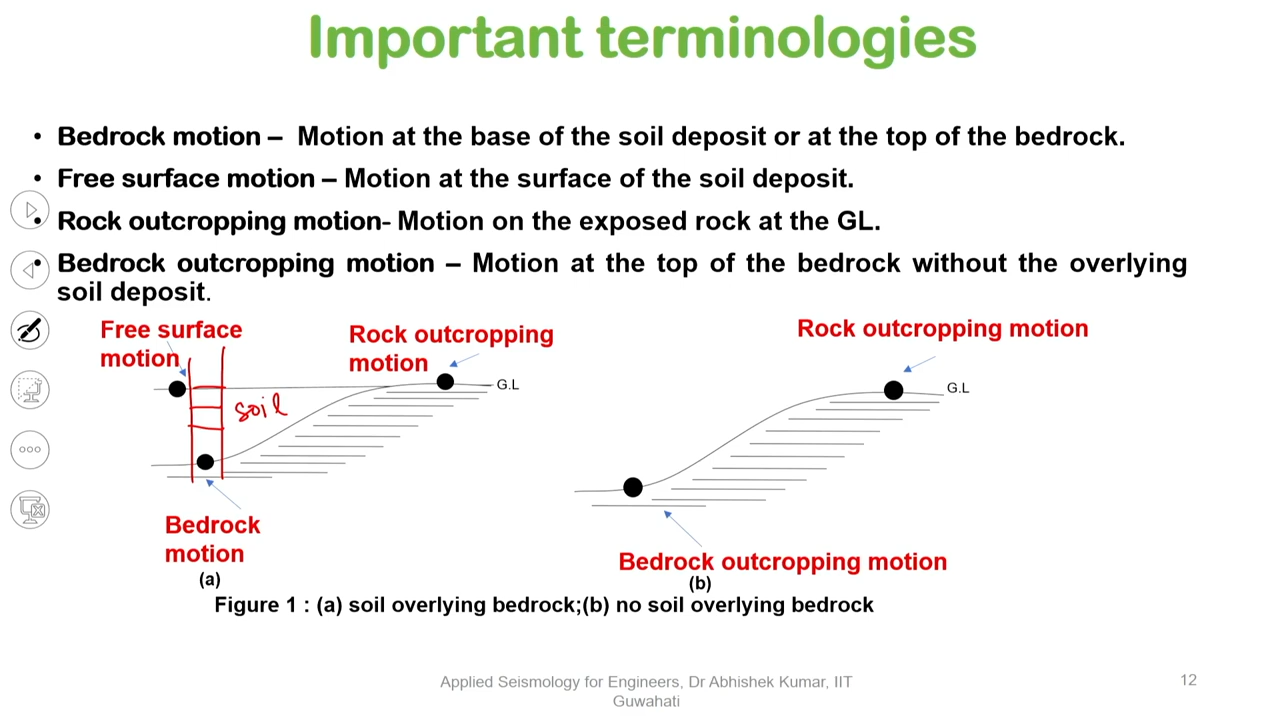 Important terminologies
• Bedrock motion – Motion at the base of the soil deposit or at the top of the bedrock.
• Free surface motion – Motion at the surface of the soil deposit.
• Rock outcropping motion- Motion on the exposed rock at the GL.
• Bedrock outcropping motion – Motion at the top of the bedrock without the overlying
soil deposit.
Free surface
motion
Rock outcropping
motion
G.L
soil
Bedrock
motion
(a)
Rock outcropping motion
G.L
Bedrock outcropping motion
(b)
Figure 1 : (a) soil overlying bedrock;(b) no soil overlying bedrock
Applied Seismology for Engineers, Dr Abhishek Kumar, IIT
Guwahati
12